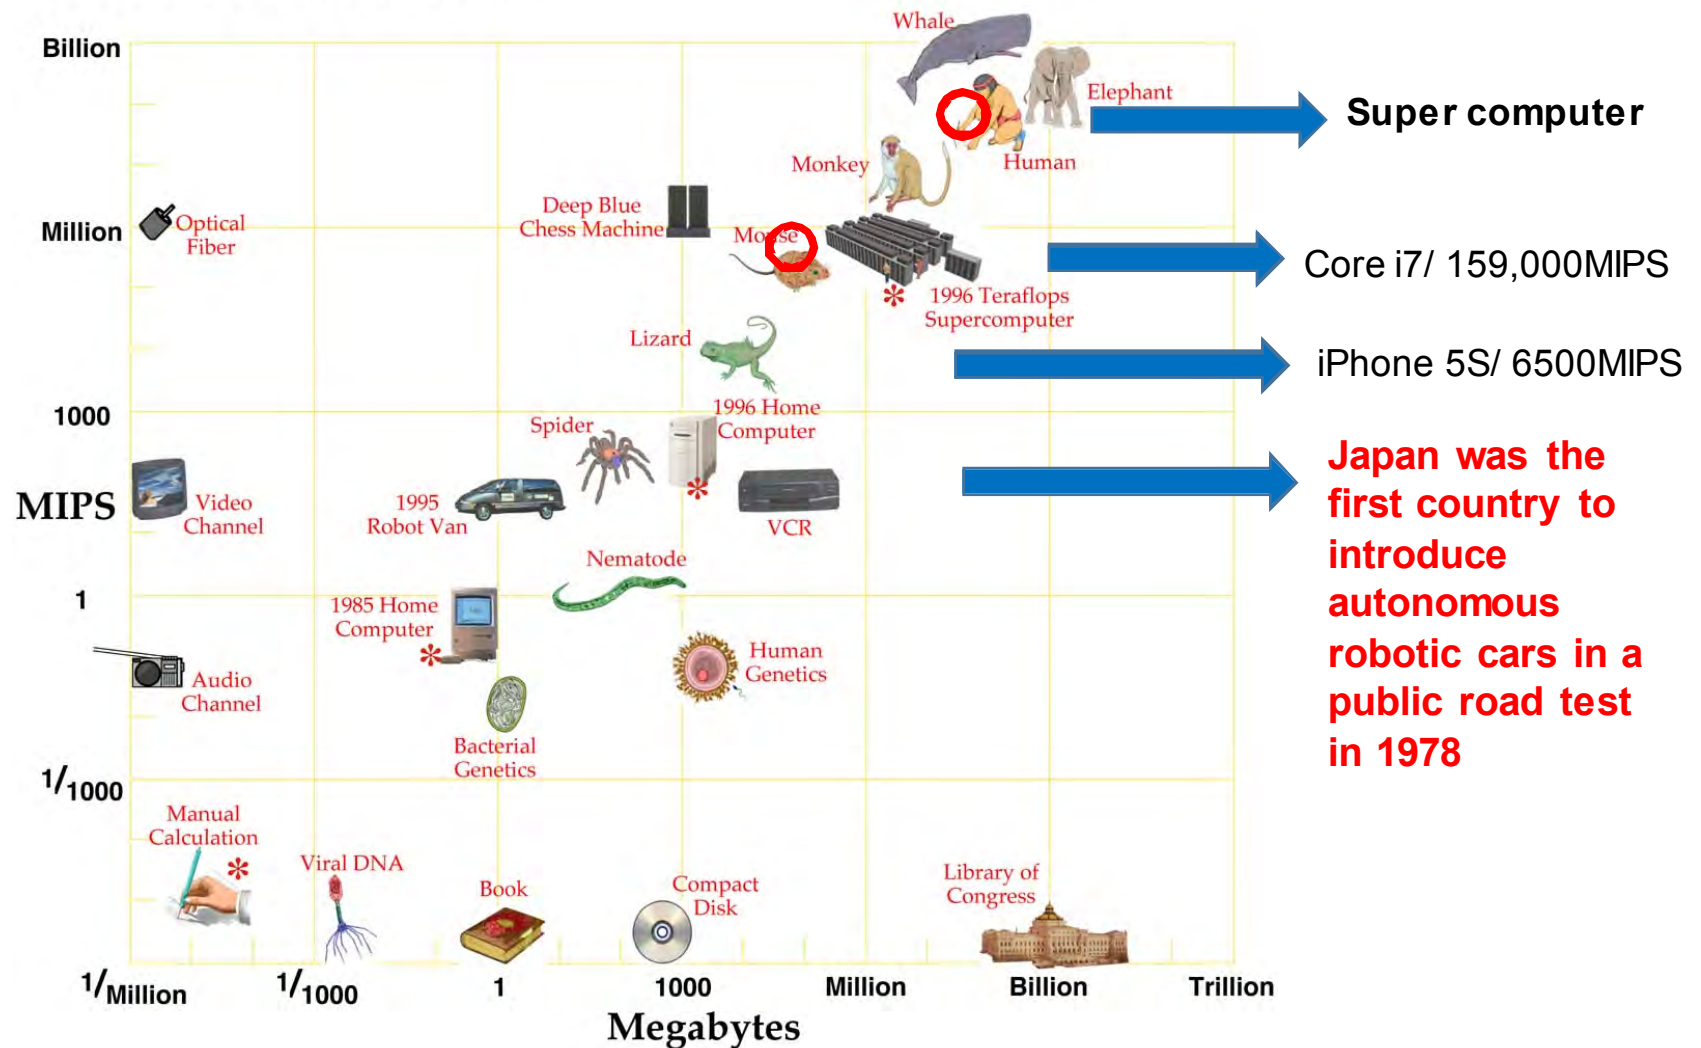 Whale
Billion
Elephant
Super computer
Monkey
Human
Deep Blue
Chess Machine
Optical
Fiber
Million
Mouse
Core i7/ 159,000MIPS
1996 Teraflops
Supercomputer
Lizard
iPhone 5S/ 6500MIPS
1000
1996 Home
Computer
Spider
Japan was the
first country to
introduce
autonomous
robotic cars in a
public road test
in 1978
MIPS
Video
Channel
1995
Robot Van
VCR
Nematode
1
1985 Home
Computer
Human
Genetics
Audio
Channel
Bacterial
Genetics
1/1000
Manual
Calculation
*
Viral DNA
Book
Compact
Disk
Library of
Congress
1/Million
1/1000
1
1000
Million
Billion
Trillion
Megabytes